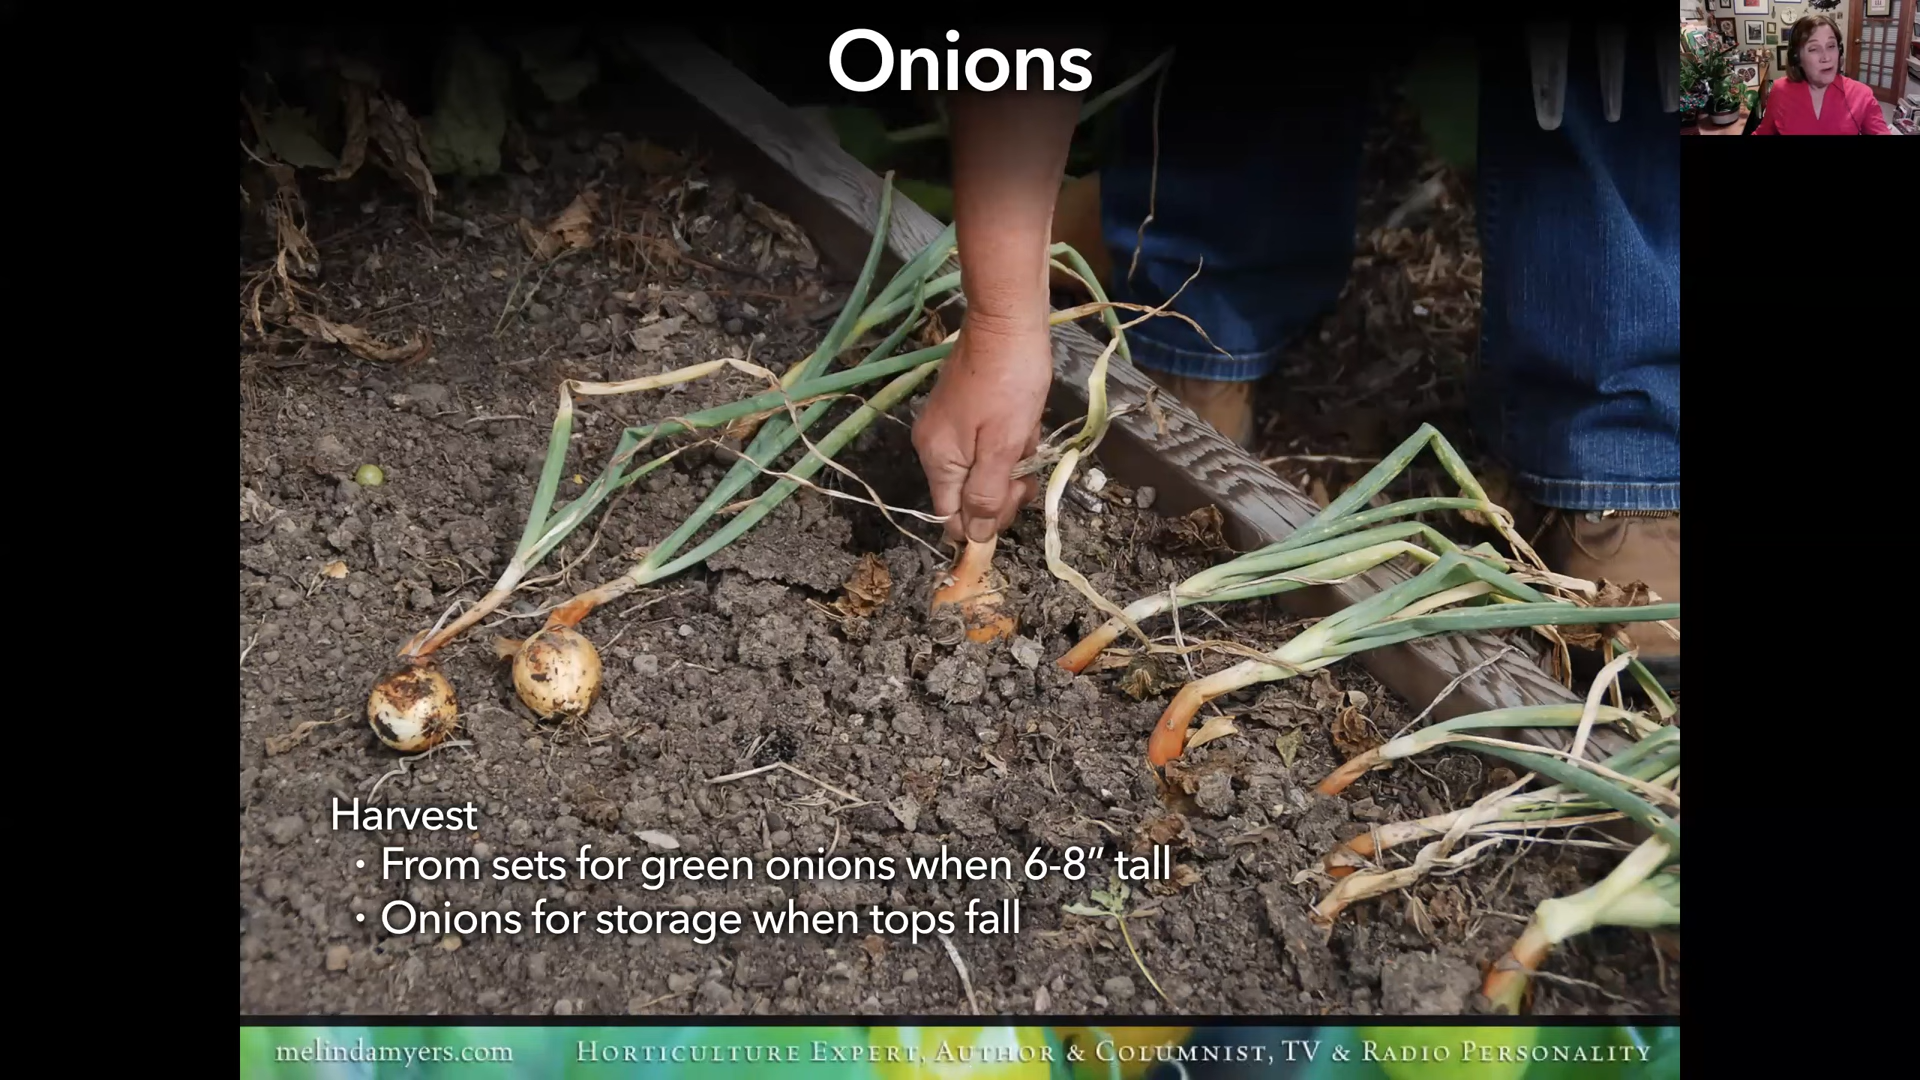 Onions
Harvest
• From sets for green onions when 6-8” tall
• Onions for storage when tops fall
melindamyers.com HORTICULTURE EXPERT, AUTHOR & COLUMNIST, TV & RADIO PERSONALITY